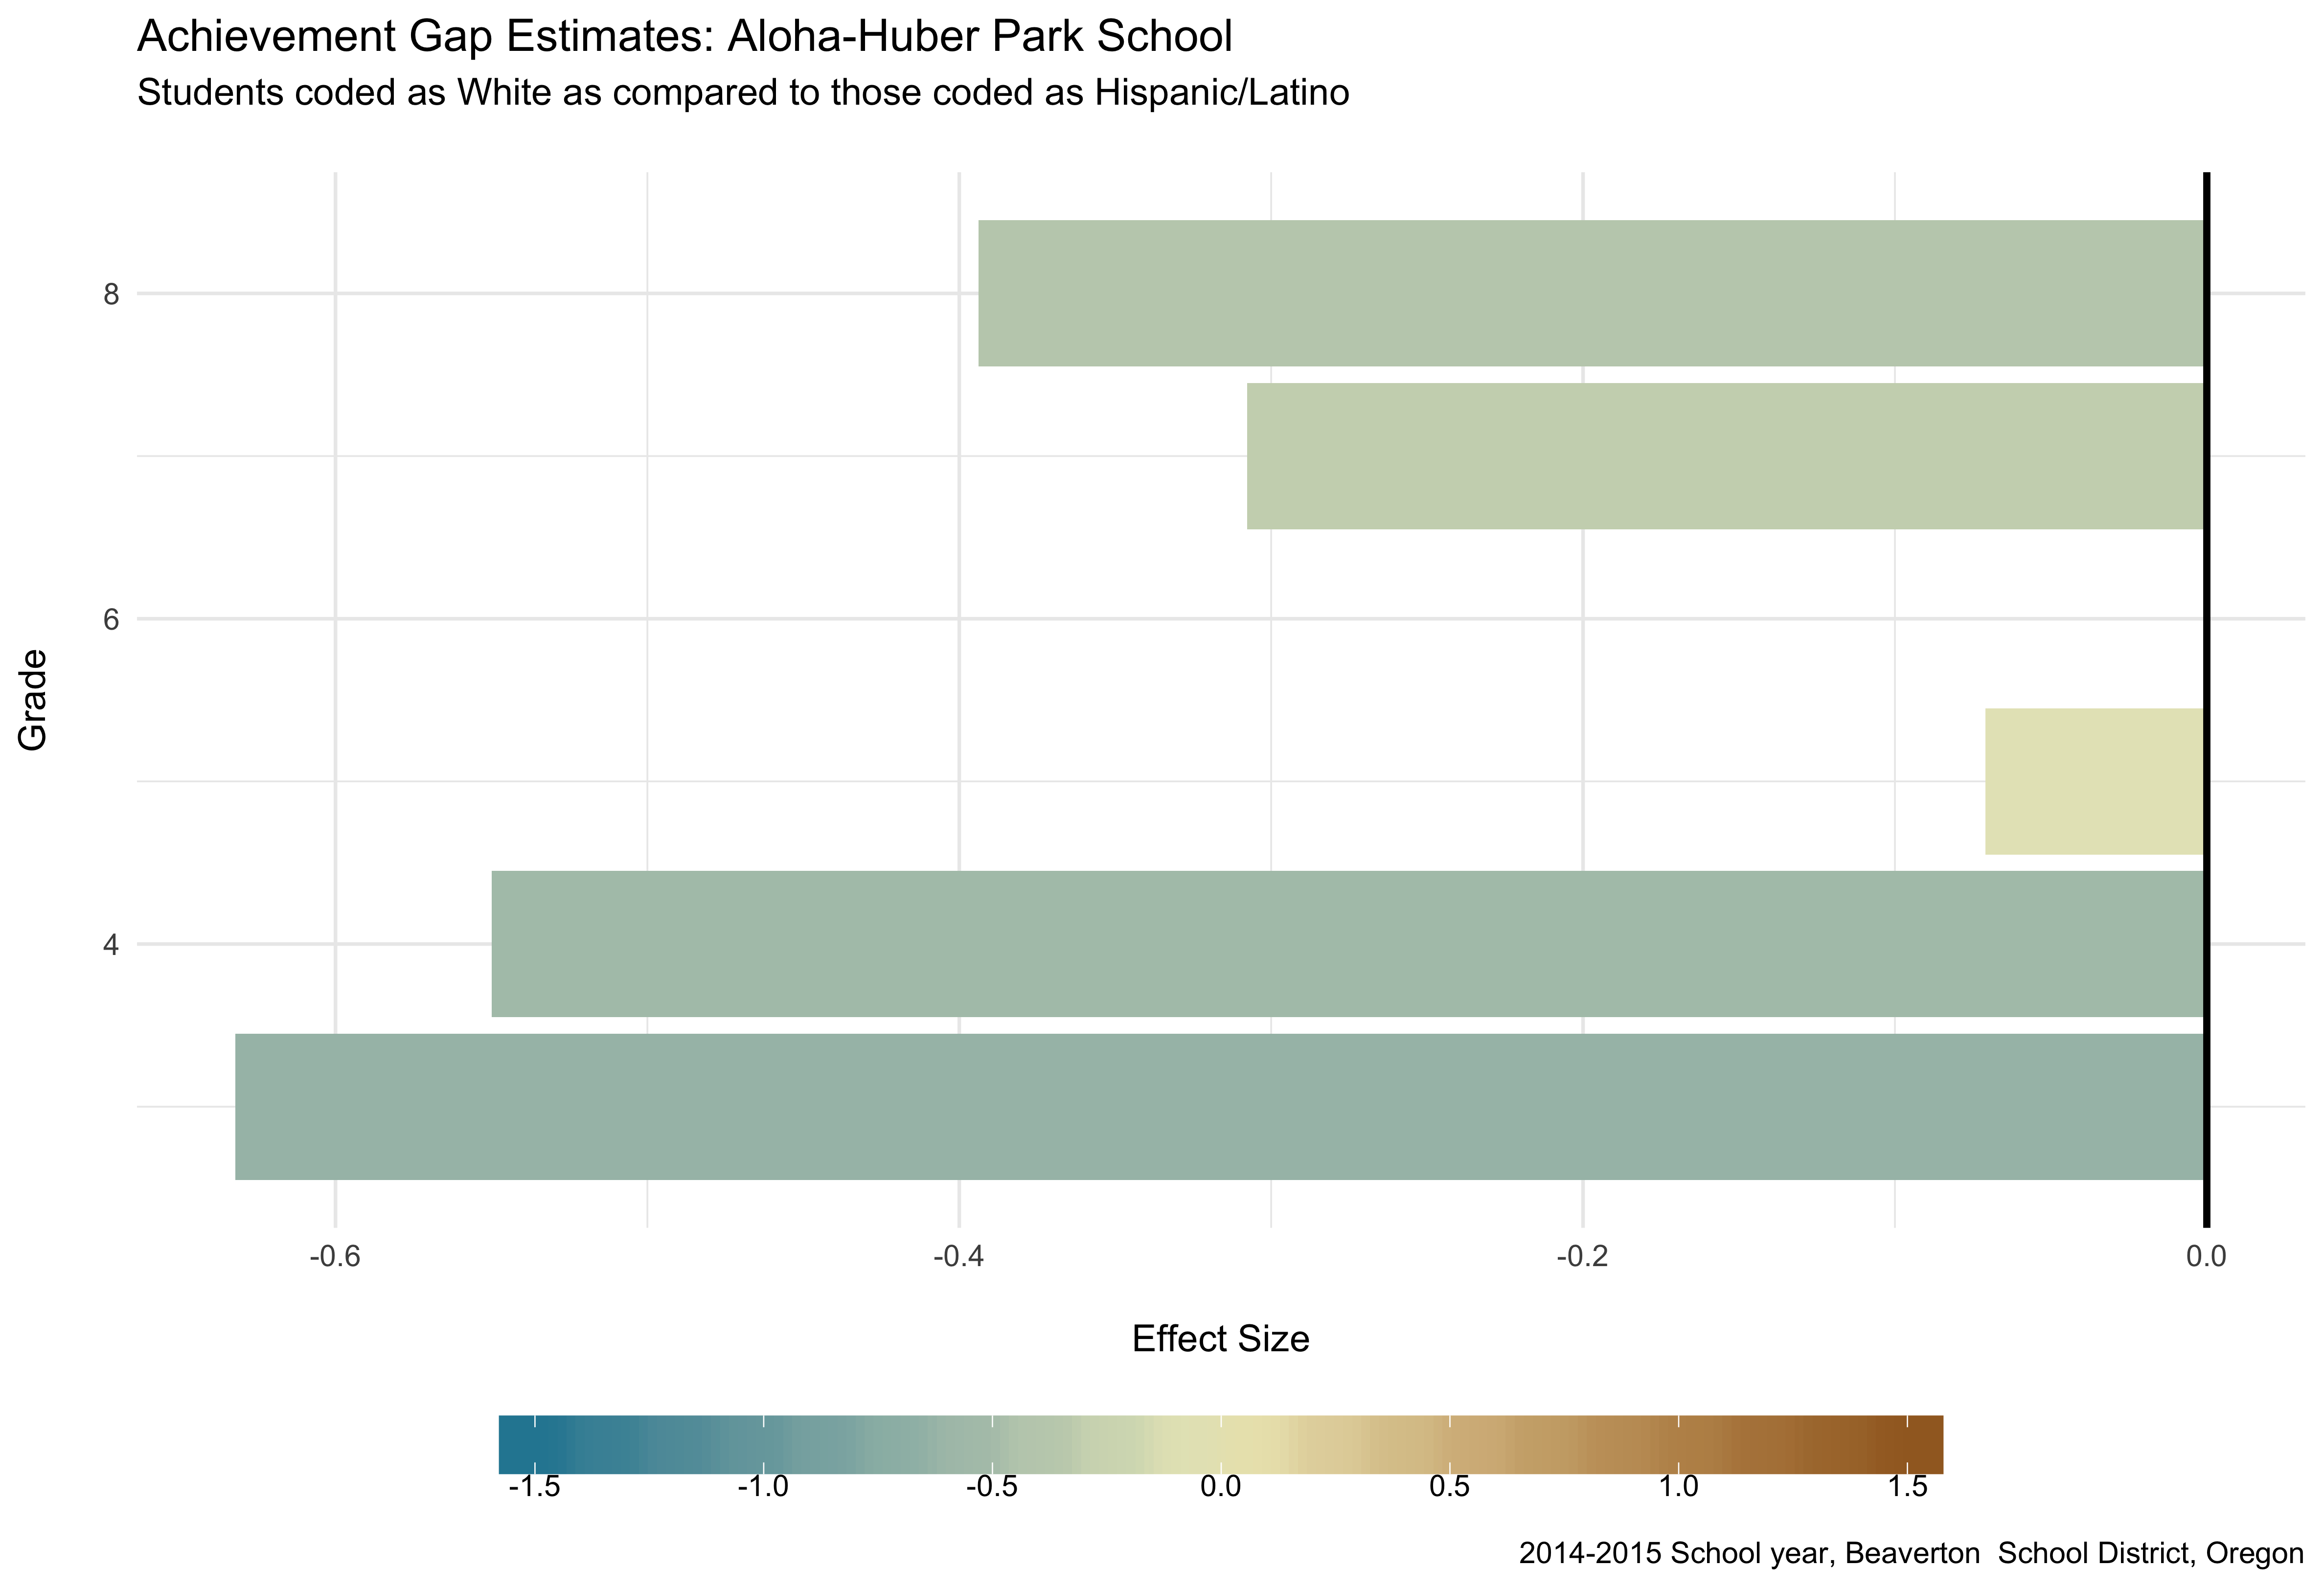 Achievement Gap Estimates: Aloha-Huber Park School
Students coded as White as compared to those coded as Hispanic/Latino
8
6
4
Grade
-0.6 -0.4 -0.2 0.0
Effect Size
-1.5 -1.0 -0.5 0.0 0.5 1.0 1.5
2014-2015 School year, Beaverton  School District, Oregon